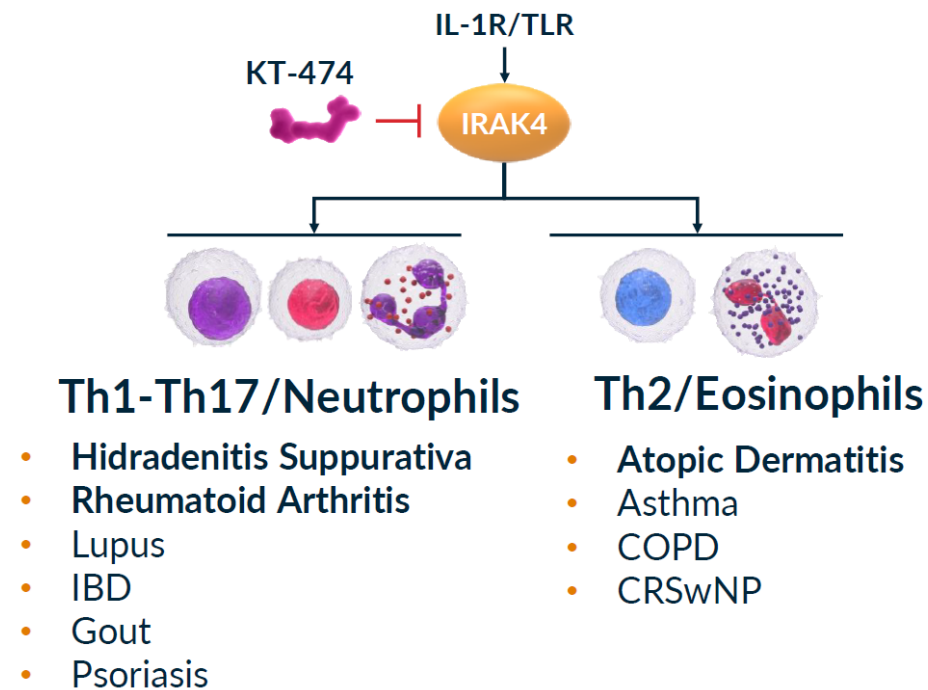 IL-1R/TLR
KT-474
IRAK4
Th1-Th17/Neutrophils
• Hidradenitis Suppurativa
• Rheumatoid Arthritis
• Lupus
• IBD
• Gout
• Psoriasis
Th2/Eosinophils
• Atopic Dermatitis
• Asthma
• COPD
• CRSwNP